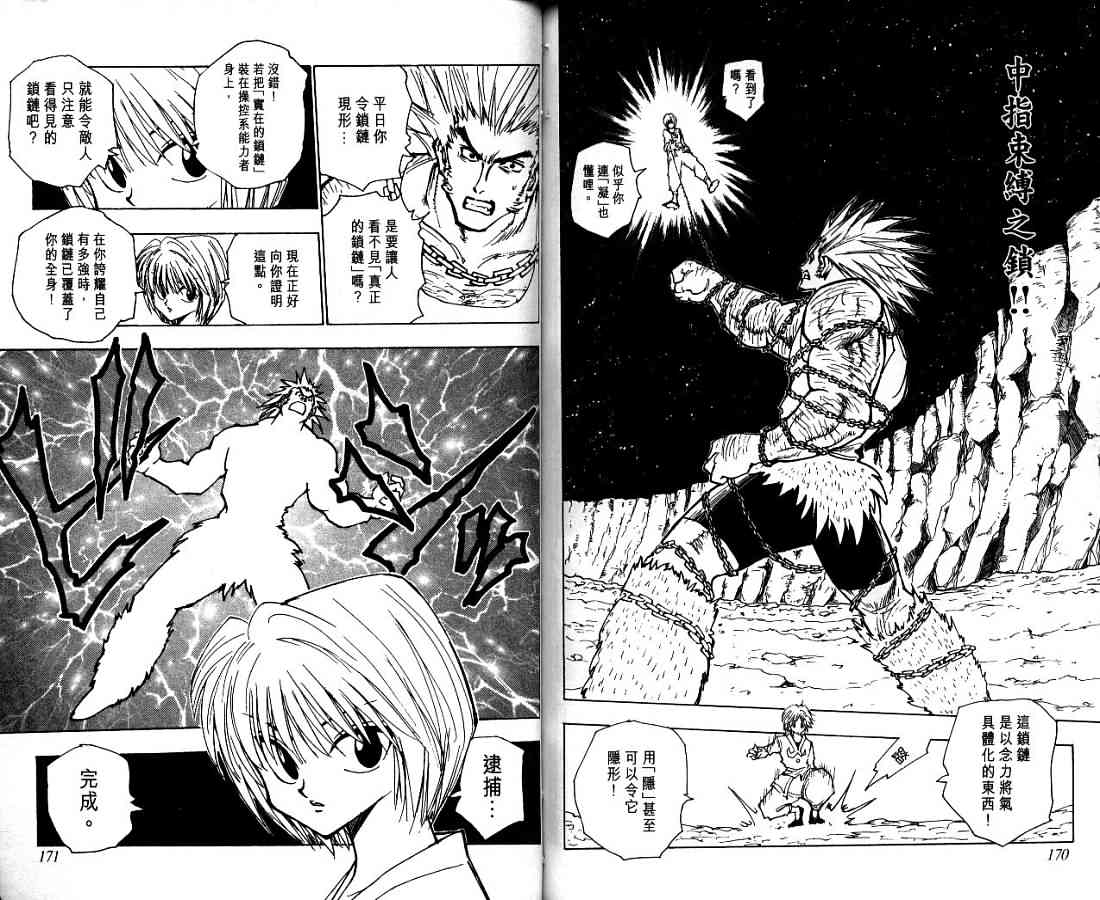 中指束縛之鎖!!
看到了
嗎?
似乎你
連「凝」也
懂哩。
這鎖鏈
是以念力將氣
具體化的東西!
用「隱」甚至
可以令它
隱形!
170
平日你
令鎖鏈
現形…
是要讓人
看不見「真正
的鎖鏈」嗎?
沒錯!
若把「實在的鎖鏈」
裝在操控系能力者
身上,
就能令敵人
只注意
看得見的
鎖鏈吧?
現在正好
向你證明
這點。
在你誇耀自己
有多強時,
鎖鏈已覆蓋了
你的全身!
逮捕…
完成。
171